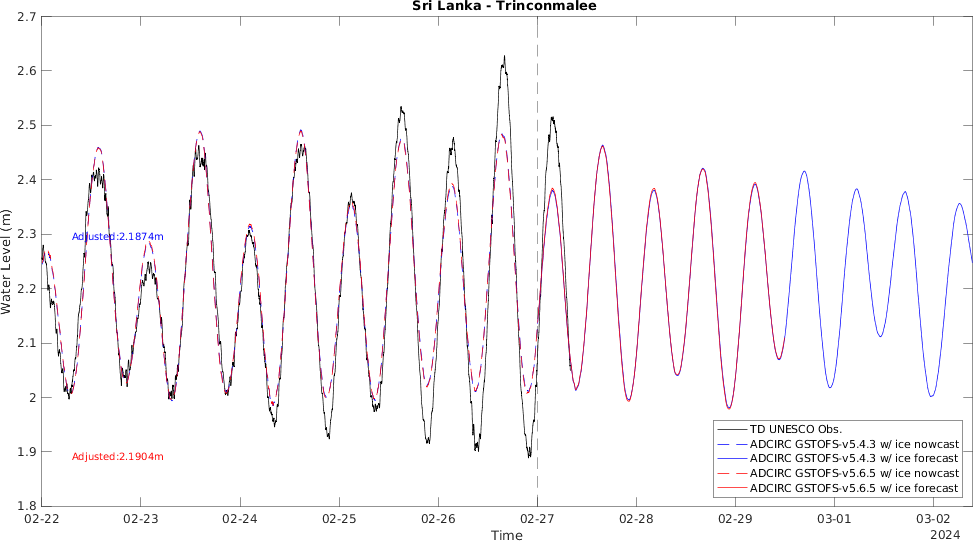 Sri Lanka - Trinconmalee
2.7
2.6
2.5
2.4
2.3
2.2
2.1
2
1.9
1.8
Water Level (m)
Adjusted:2.1874m
Adjusted:2.1904m
TD UNESCO Obs.
ADCIRC GSTOFS-v5.4.3 w/ ice nowcast
ADCIRC GSTOFS-v5.4.3 w/ ice forecast
ADCIRC GSTOFS-v5.6.5 w/ ice nowcast
ADCIRC GSTOFS-v5.6.5 w/ ice forecast
02-22 02-23 02-24 02-25 02-26 02-27 02-28 02-29 03-01 03-02
Time
2024